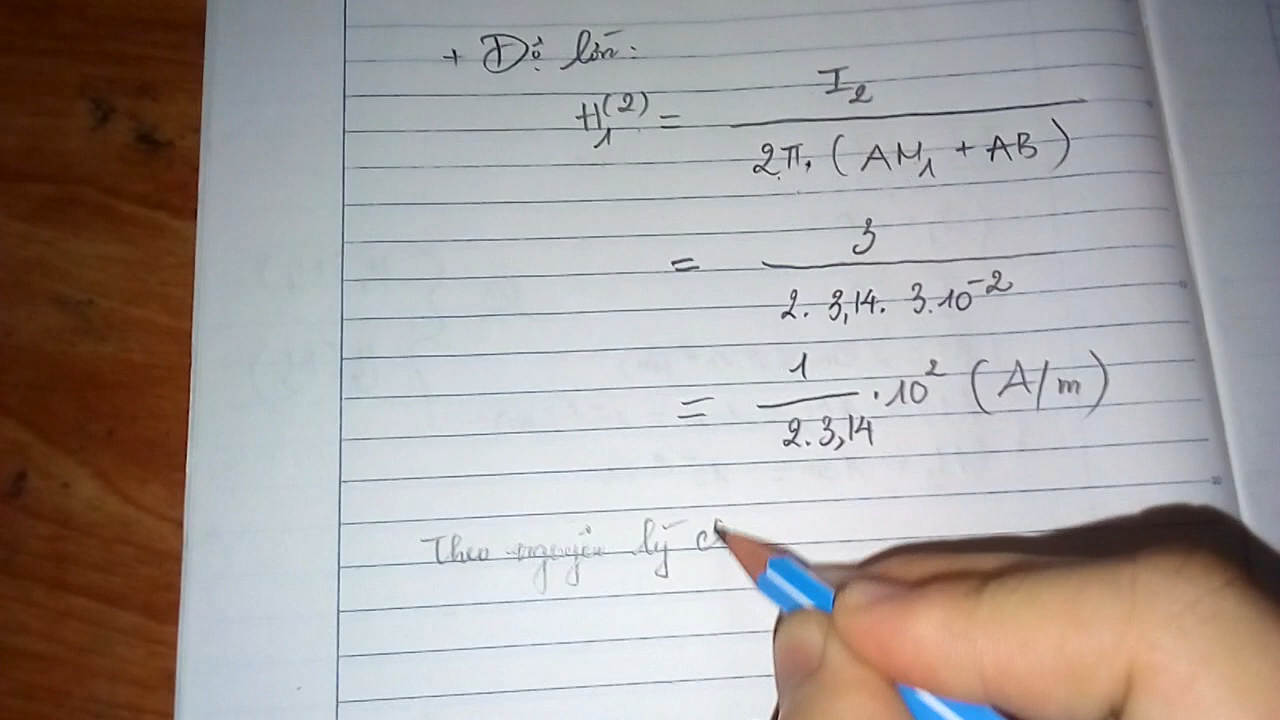 + Độ lớn:
H₁⁽²⁾ = I₂ / 2π.(AM₁ + AB)
= 3 / 2. 3,14. 3.10⁻²
= 1 / 2.3,14 .10² (A/m)
Theo nguyên lý c